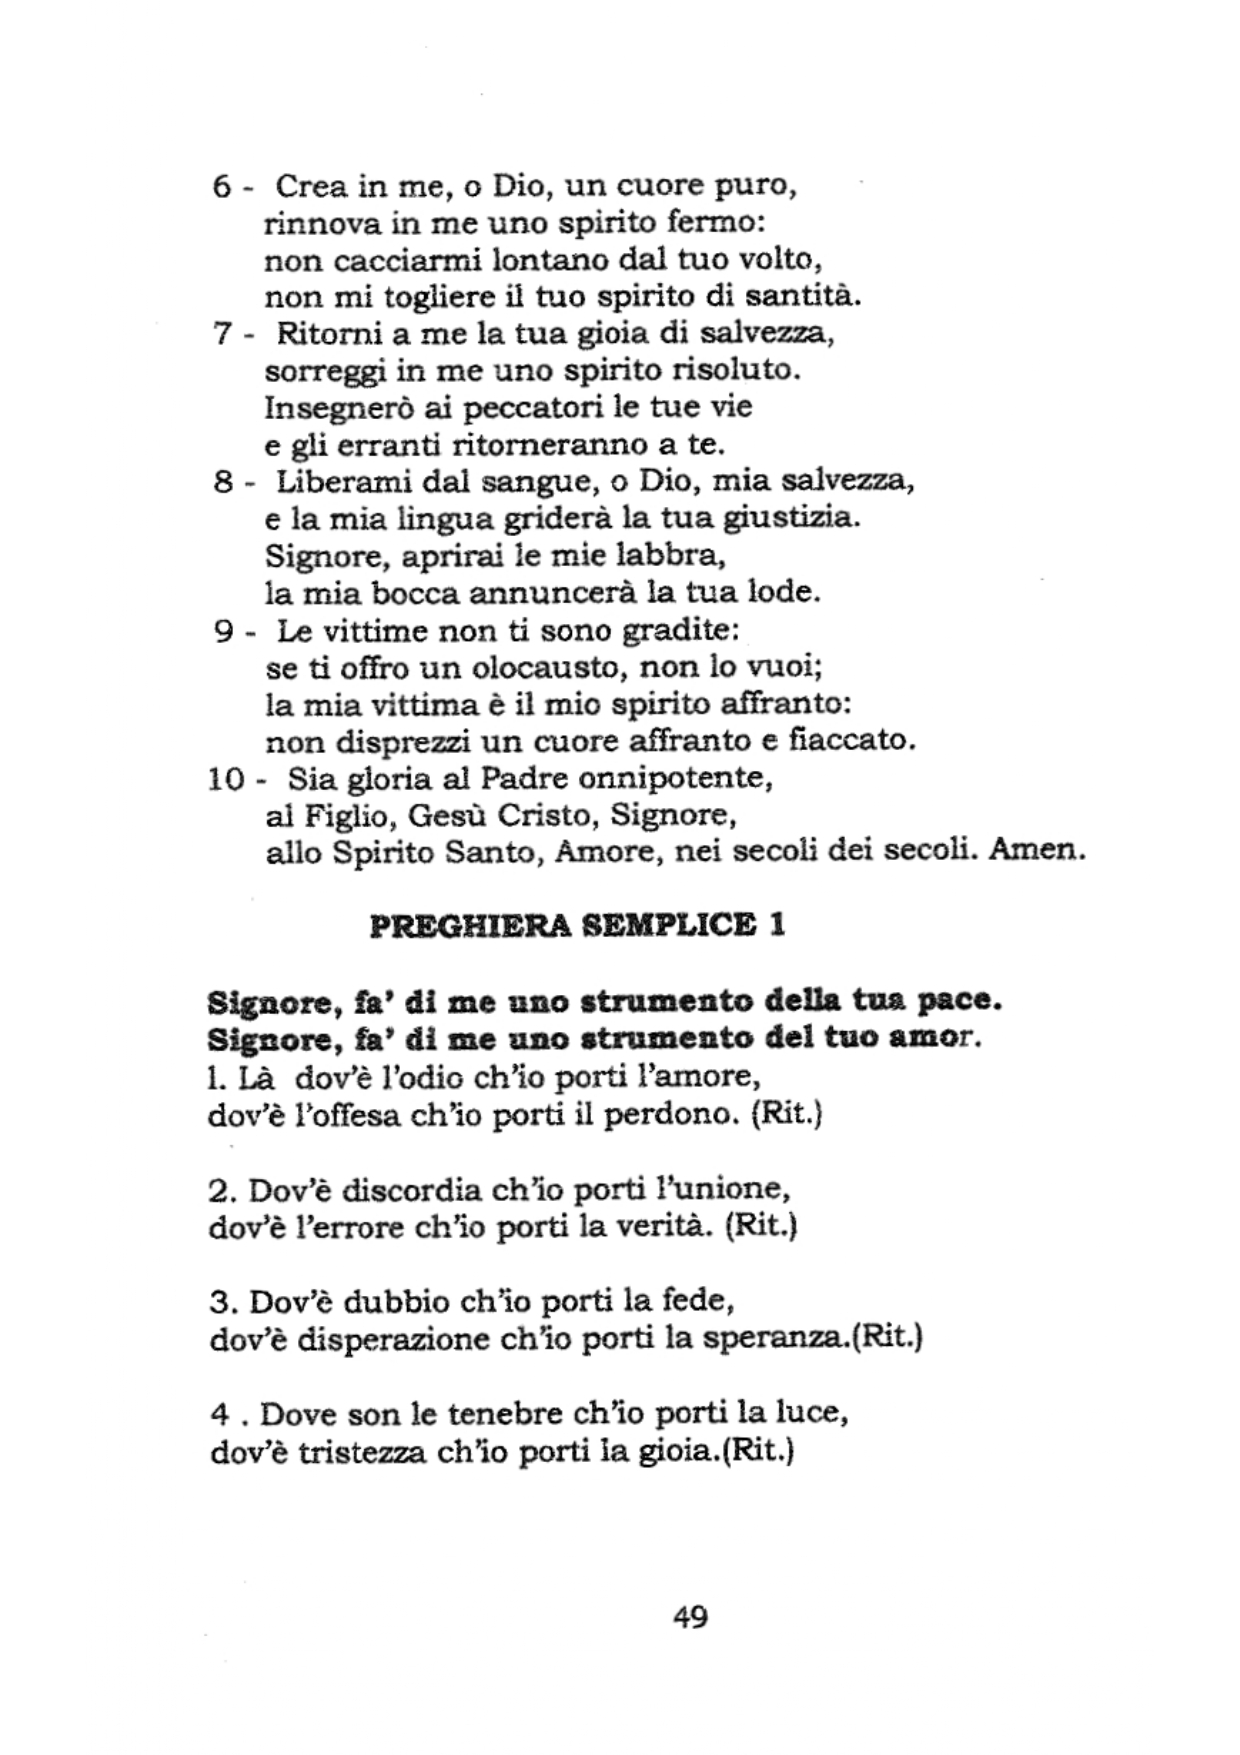 6 - Crea in me, o Dio, un cuore puro,
rinnova in me uno spirito fermo:
non cacciarmi lontano dal tuo volto,
non mi togliere il tuo spirito di santità.
7 - Ritorni a me la tua gioia di salvezza,
sorreggi in me uno spirito risoluto.
Insegnerò ai peccatori le tue vie
e gli erranti ritorneranno a te.
8 - Liberami dal sangue, o Dio, mia salvezza,
e la mia lingua griderà la tua giustizia.
Signore, aprirai le mie labbra,
la mia bocca annuncerà la tua lode.
9 - Le vittime non ti sono gradite:
se ti offro un olocausto, non lo vuoi;
la mia vittima è il mio spirito affranto:
non disprezzi un cuore affranto e fiaccato.
10 - Sia gloria al Padre onnipotente,
al Figlio, Gesù Cristo, Signore,
allo Spirito Santo, Amore, nei secoli dei secoli. Amen.
PREGHIERA SEMPLICE 1
Signore, fa' di me uno strumento della tua pace.
Signore, fa' di me uno strumento del tuo amor.
1. Là dov'è l'odio ch'io porti l'amore,
dov'è l'offesa ch'io porti il perdono. (Rit.)
2. Dov'è discordia ch'io porti l'unione,
dov'è l'errore ch'io porti la verità. (Rit.)
3. Dov'è dubbio ch'io porti la fede,
dov'è disperazione ch'io porti la speranza.(Rit.)
4 . Dove son le tenebre ch'io porti la luce,
dov'è tristezza ch'io porti la gioia.(Rit.)
49